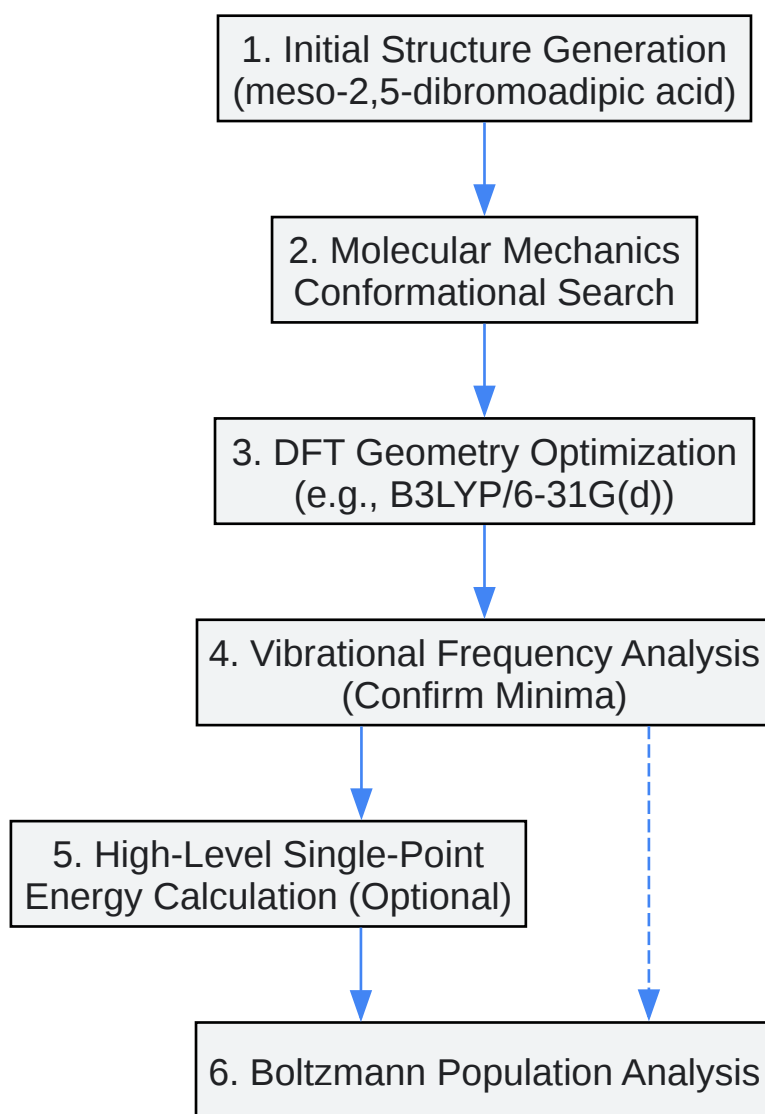 1. Initial Structure Generation
(meso-2,5-dibromoadipic acid)
2. Molecular Mechanics
Conformational Search
3. DFT Geometry Optimization
(e.g., B3LYP/6-31G(d))
4. Vibrational Frequency Analysis
(Confirm Minima)
5. High-Level Single-Point
Energy Calculation (Optional)
6. Boltzmann Population Analysis